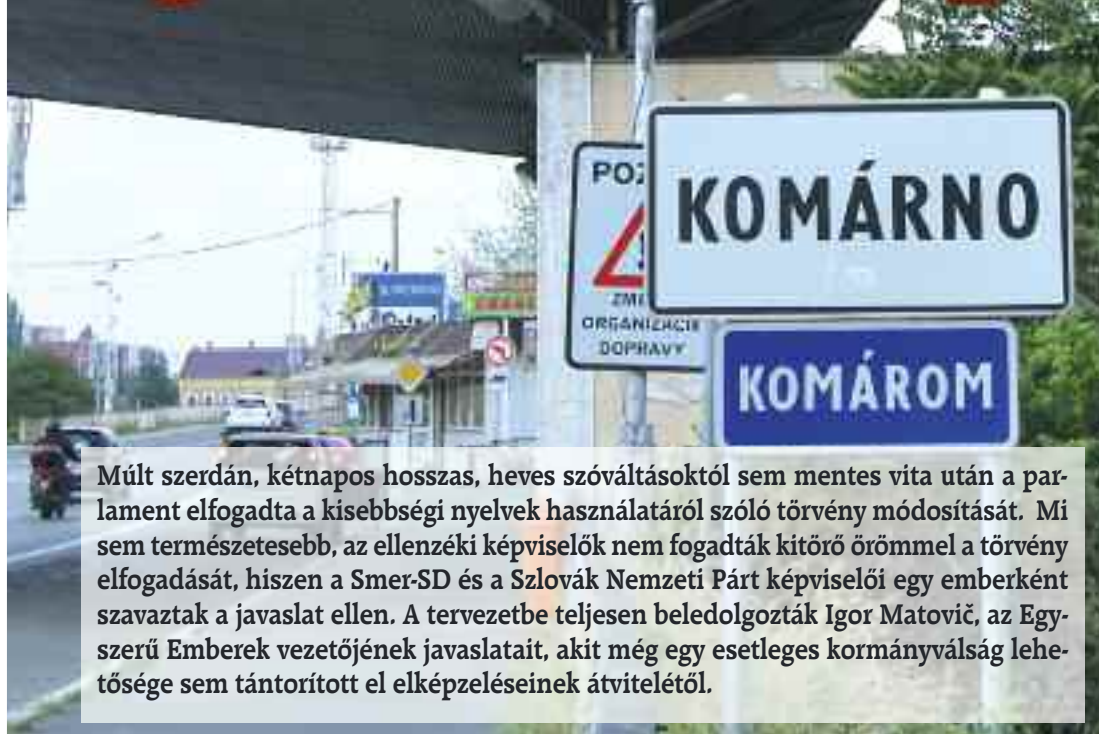 POZ
KOMÁRNO
ZME
ORGANIZÁCIE
DOPRAVY
KOMÁROM
Múlt szerdán, kétnapos hosszas, heves szóváltásoktól sem mentes vita után a par-
lament elfogadta a kisebbségi nyelvek használatáról szóló törvény módosítását. Mi
sem természetesebb, az ellenzéki képviselők nem fogadták kitörő örömmel a törvény
elfogadását, hiszen a Smer-SD és a Szlovák Nemzeti Párt képviselői egy emberként
szavaztak a javaslat ellen. A tervezetbe teljesen beledolgozták Igor Matovič, az Egy-
szerű Emberek vezetőjének javaslatait, akit még egy esetleges kormányválság lehe-
tősége sem tántorított el elképzeléseinek átvitelétől.